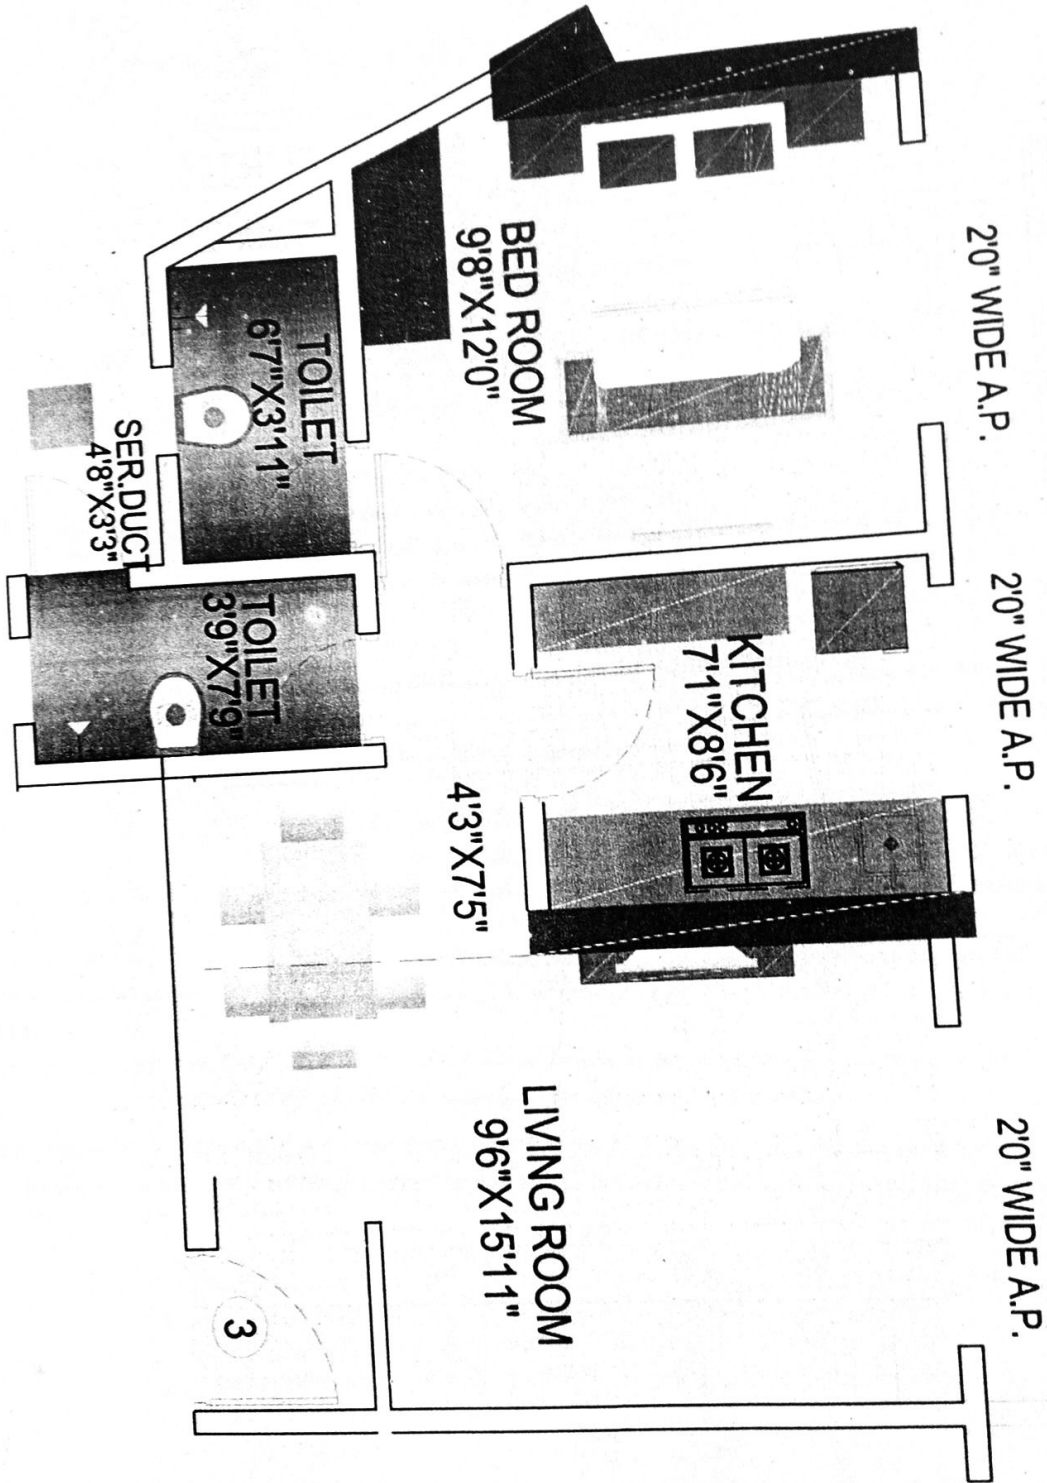 2'0" WIDE A.P.
BED ROOM
9'8"X12'0"
TOILET
6'7"X3'11"
SER.DUCT
4'8"X3'3"
2'0" WIDE A.P.
KITCHEN
7'1"X8'6"
TOILET
3'9"X7'9"
4'3"X7'5"
2'0" WIDE A.P.
LIVING ROOM
9'6"X15'11"
3